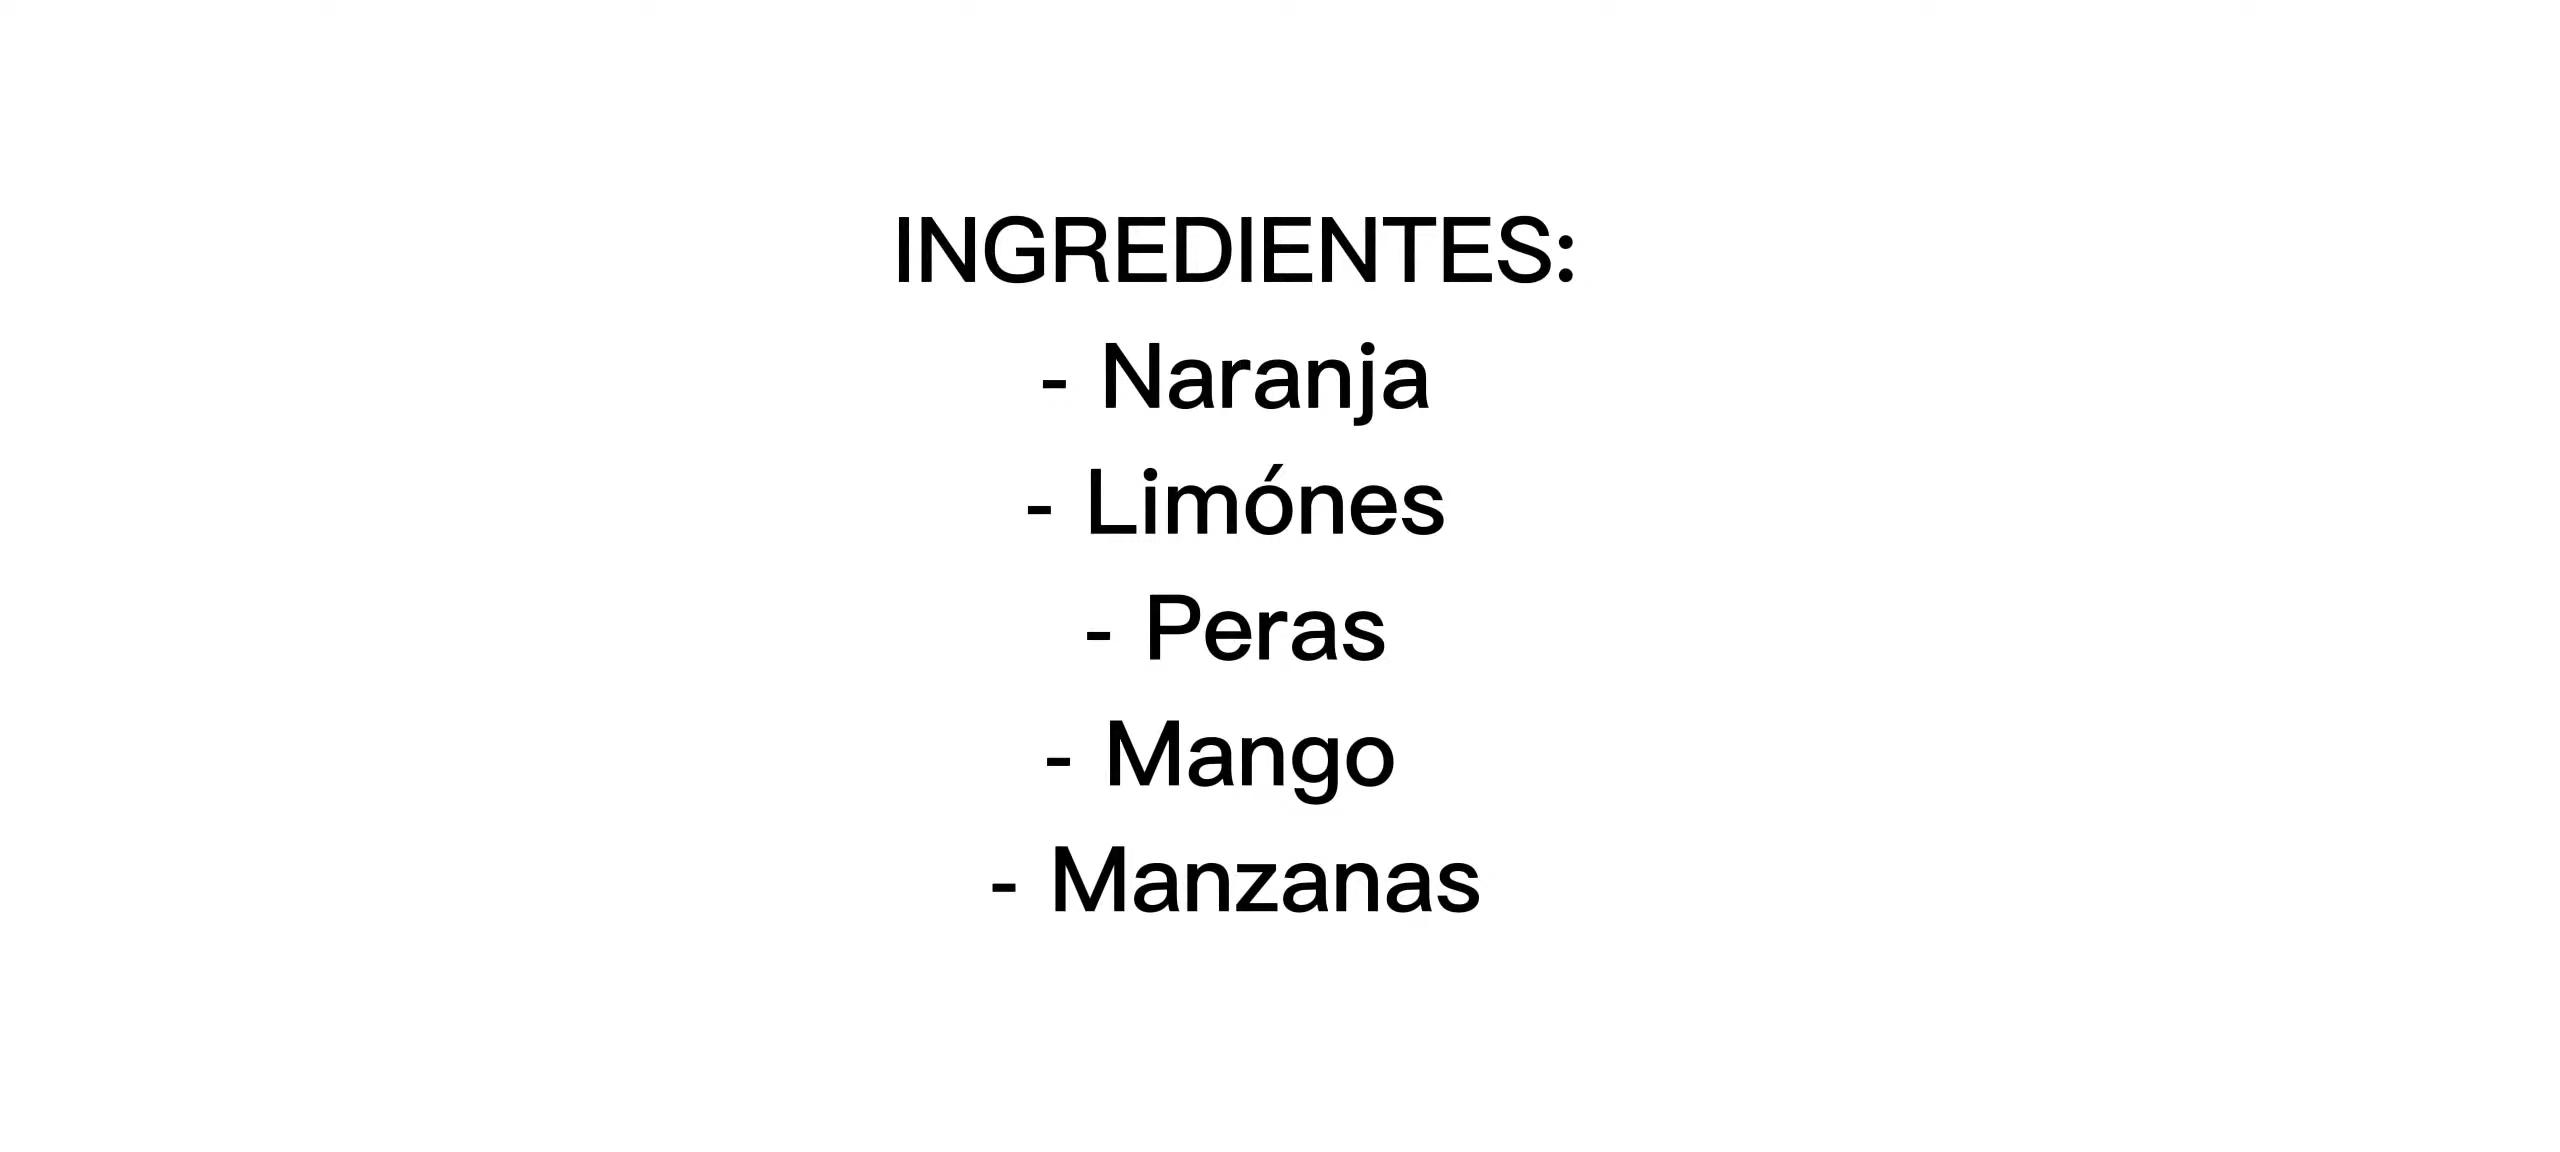 INGREDIENTES:
- Naranja
- Limónes
- Peras
- Mango
- Manzanas